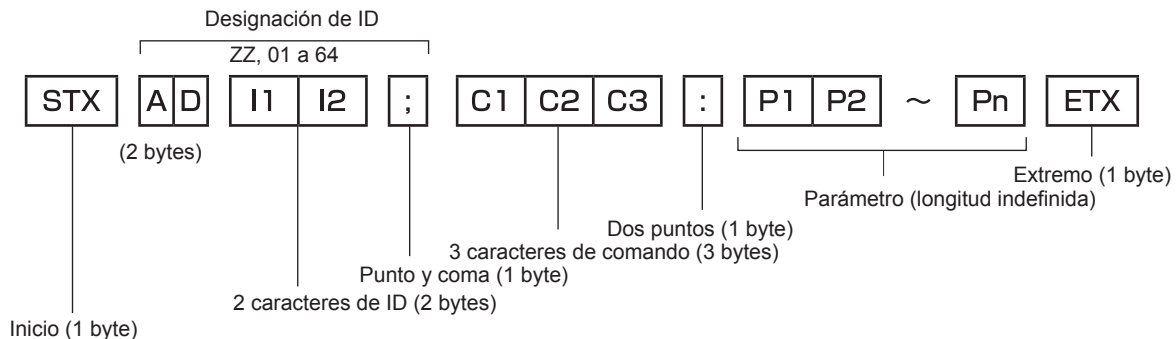 Designación de ID
ZZ, 01 a 64
STX A D I1 I2 ; C1 C2 C3 : P1 P2 ~ Pn ETX
(2 bytes)
Extremo (1 byte)
Parámetro (longitud indefinida)
Dos puntos (1 byte)
3 caracteres de comando (3 bytes)
Punto y coma (1 byte)
2 caracteres de ID (2 bytes)
Inicio (1 byte)